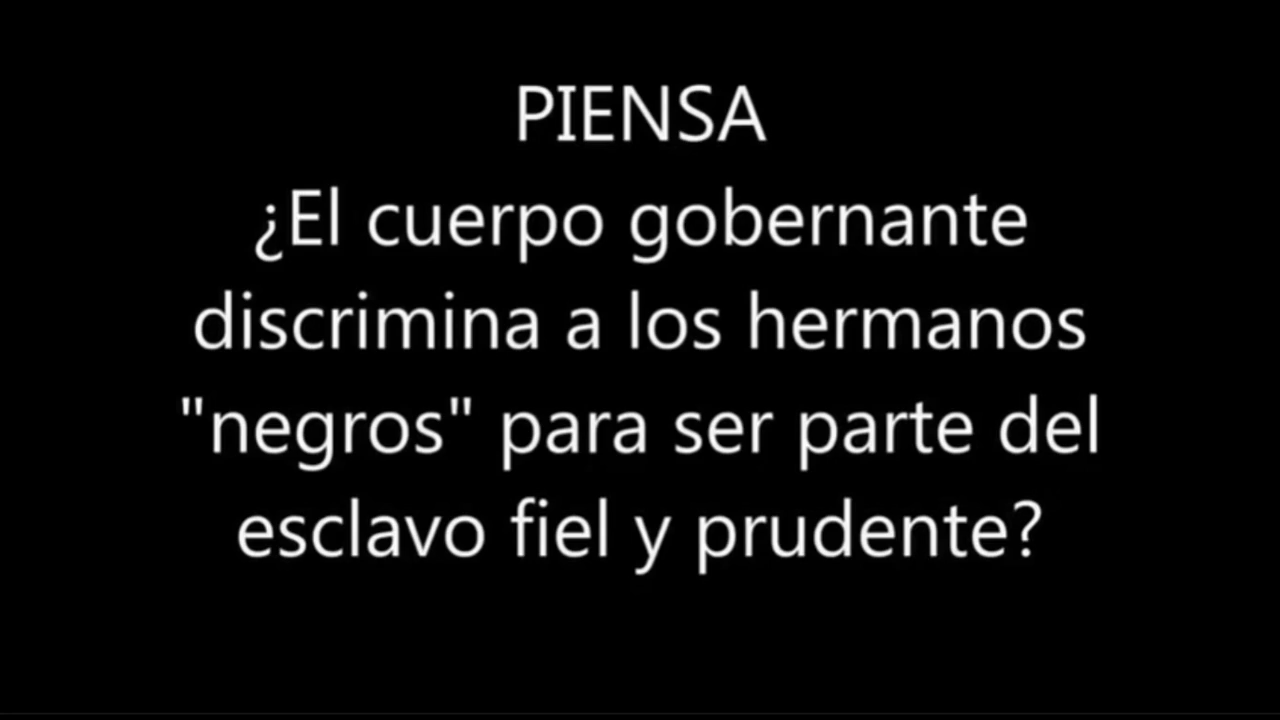 PIENSA
¿El cuerpo gobernante
discrimina a los hermanos
"negros" para ser parte del
esclavo fiel y prudente?